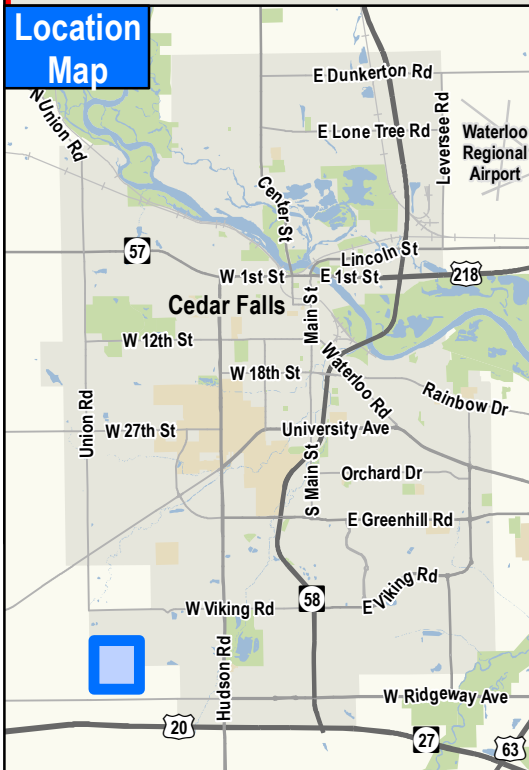 Location
Map
N Union Rd
E Dunkerton Rd
E Lone Tree Rd
Leversee Rd
Waterloo
Regional
Airport
Center St
57
Lincoln St
W 1st St
E 1st St
218
Cedar Falls
Main St
W 12th St
Waterloo Rd
W 18th St
Rainbow Dr
Union Rd
W 27th St
University Ave
S Main St
Orchard Dr
E Greenhill Rd
W Viking Rd
58
E Viking Rd
Hudson Rd
W Ridgeway Ave
20
27
63